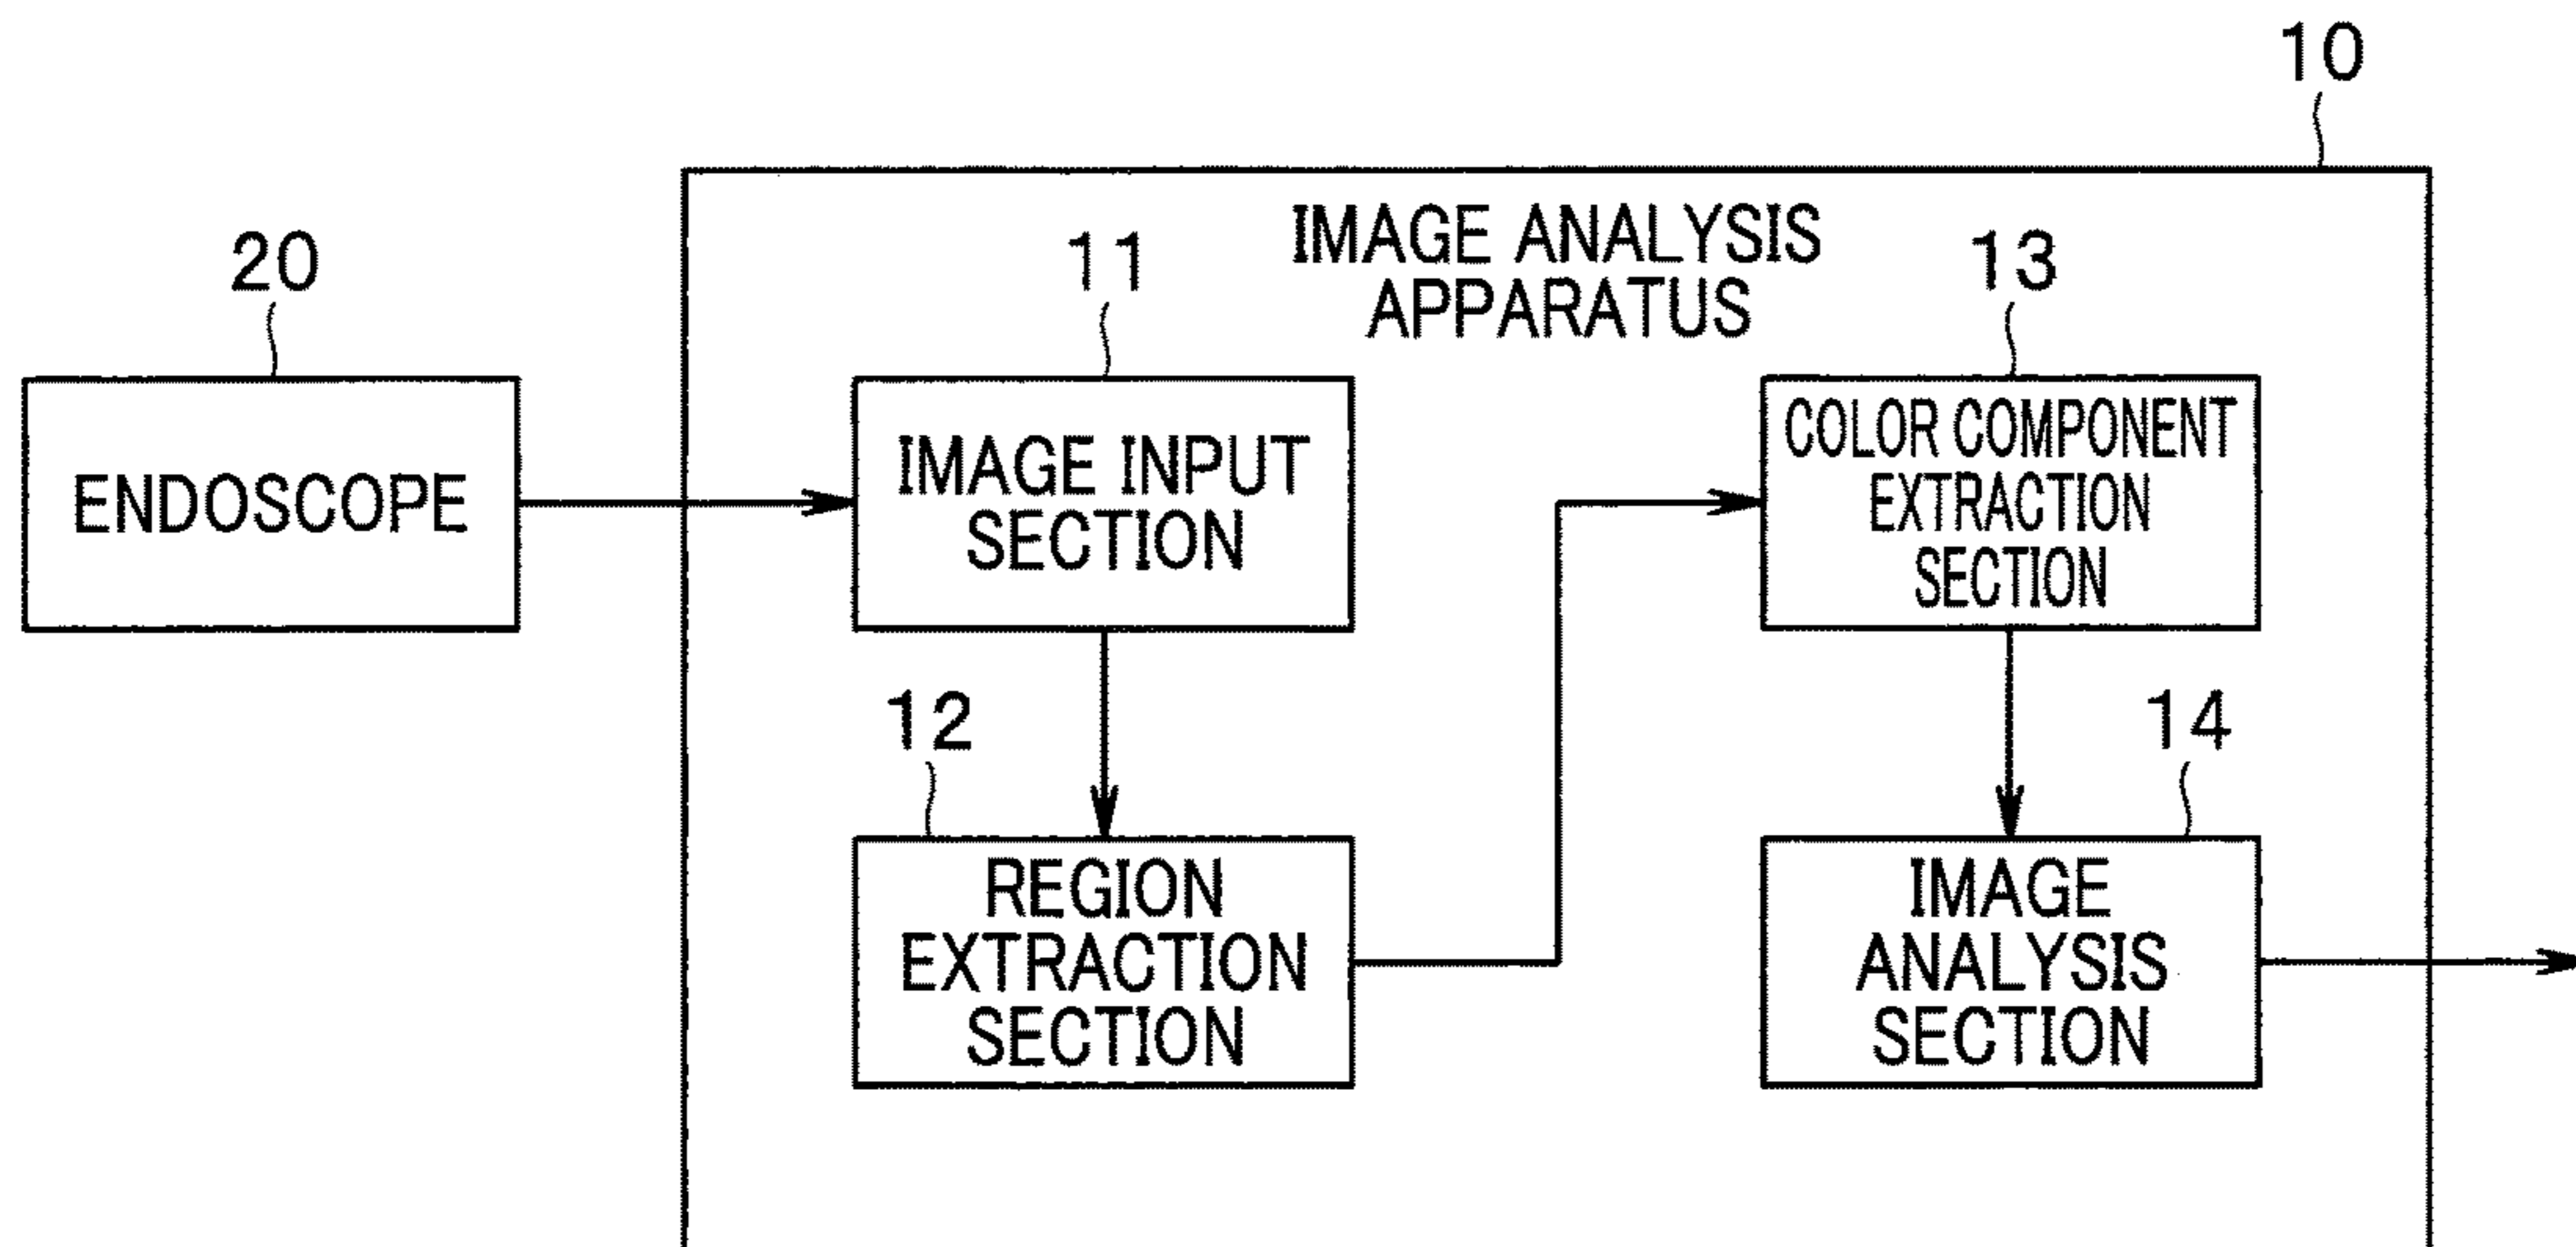 10
IMAGE ANALYSIS
APPARATUS
20
11
13
ENDOSCOPE
IMAGE INPUT
SECTION
COLOR COMPONENT
EXTRACTION
SECTION
12
14
REGION
EXTRACTION
SECTION
IMAGE
ANALYSIS
SECTION